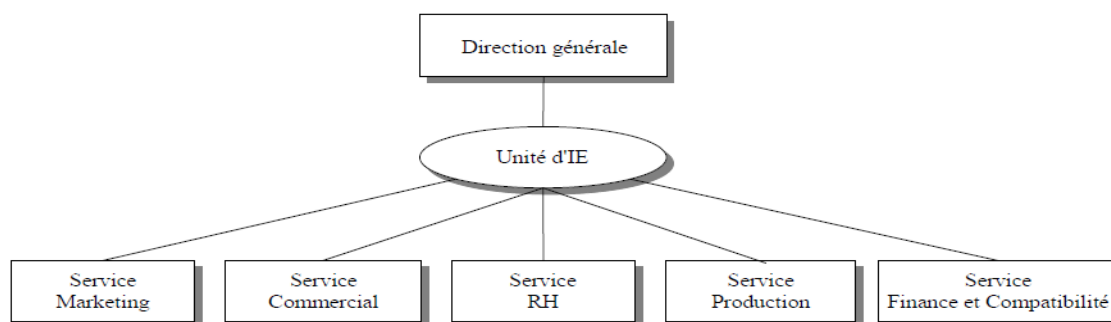 Direction générale
Unité d'IE
Service
Marketing
Service
Commercial
Service
RH
Service
Production
Service
Finance et Compatibilité